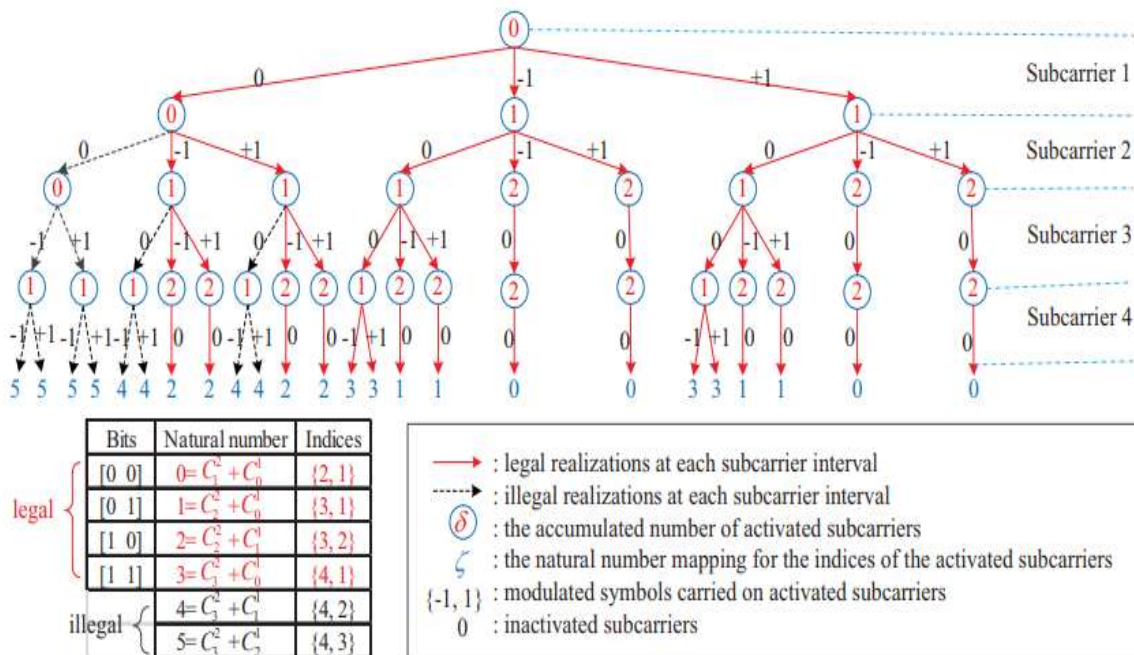 0
0 -1 +1 Subcarrier 1
0 1 1
0 -1 +1 0 -1 +1 0 -1 +1 Subcarrier 2
0 1 1 1 2 2 1 2 2
-1 +1 0 -1 +1 0 -1 +1 0 -1 +1 0 0 0 -1 +1 0 0 Subcarrier 3
1 1 1 2 2 1 2 2 1 2 2 2 2 1 2 2 2 2
-1 +1 -1 +1 -1 +1 0 0 -1 +1 0 0 -1 +1 0 0 0 0 -1 +1 0 0 0 0 Subcarrier 4
5 5 5 5 4 4 2 2 4 4 2 2 3 3 1 1 0 0 3 3 1 1 0 0
Bits Natural number Indices
[0 0] 0=C₁²+C₀¹ {2, 1}
[0 1] 1=C₂²+C₀¹ {3, 1}
legal
[1 0] 2=C₂²+C₁¹ {3, 2}
[1 1] 3=C₃²+C₀¹ {4, 1}
illegal
4=C₃²+C₁¹ {4, 2}
5=C₃²+C₂¹ {4, 3}
: legal realizations at each subcarrier interval
: illegal realizations at each subcarrier interval
δ : the accumulated number of activated subcarriers
ζ : the natural number mapping for the indices of the activated subcarriers
{-1, 1} : modulated symbols carried on activated subcarriers
0 : inactivated subcarriers